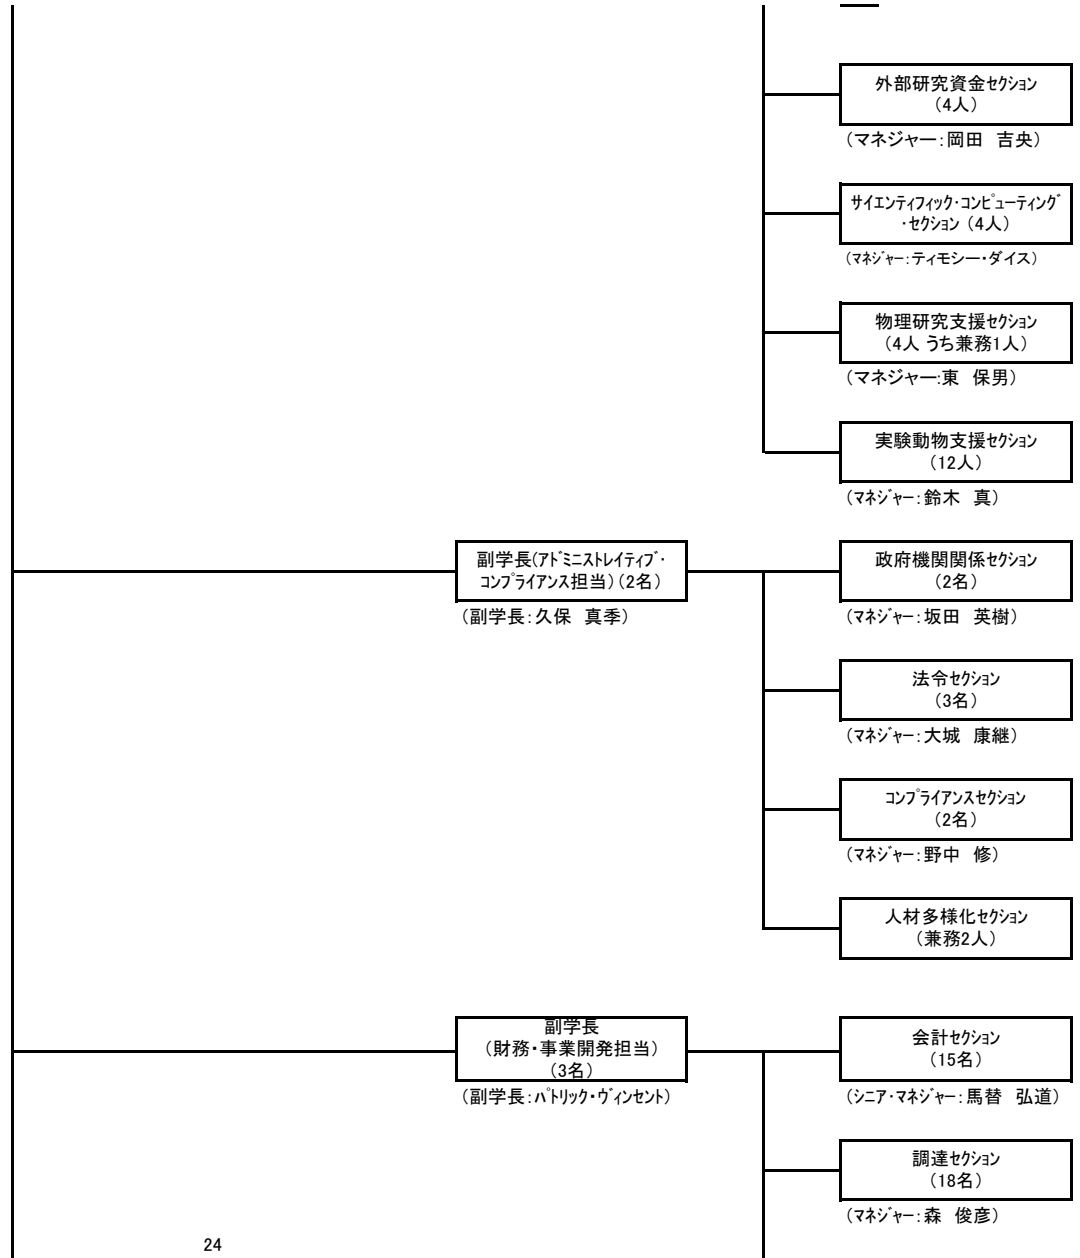 外部研究資金ｾｸｼｮﾝ
（4人）
（マネジャー：岡田　吉央）
ｻｲｴﾝﾃｨﾌｨｯｸ･ｺﾝﾋﾟｭｰﾃｨﾝｸﾞ
･ｾｸｼｮﾝ（4人）
（ﾏﾈｼﾞｬｰ：ティモシー・ダイス）
物理研究支援ｾｸｼｮﾝ
（4人 うち兼務1人）
（マネジャー：東　保男）
実験動物支援ｾｸｼｮﾝ
（12人）
（ﾏﾈｼﾞｬｰ：鈴木　真）
副学長(ｱﾄﾞﾐﾆｽﾄﾚｲﾃｨﾌﾞ･
ｺﾝﾌﾟﾗｲｱﾝｽ担当）（2名）
（副学長：久保　真季）
政府機関関係ｾｸｼｮﾝ
（2名）
（ﾏﾈｼﾞｬｰ：坂田　英樹）
法令ｾｸｼｮﾝ
（3名）
（ﾏﾈｼﾞｬｰ：大城　康継）
ｺﾝﾌﾟﾗｲｱﾝｽｾｸｼｮﾝ
（2名）
（ﾏﾈｼﾞｬｰ：野中　修）
人材多様化ｾｸｼｮﾝ
（兼務2人）
副学長
（財務・事業開発担当）
（3名）
（副学長：ﾊﾟﾄﾘｯｸ･ｳﾞｨﾝｾﾝﾄ）
会計ｾｸｼｮﾝ
（15名）
（ｼﾆｱ･ﾏﾈｼﾞｬｰ：馬替　弘道）
調達ｾｸｼｮﾝ
（18名）
（ﾏﾈｼﾞｬｰ：森　俊彦）
24